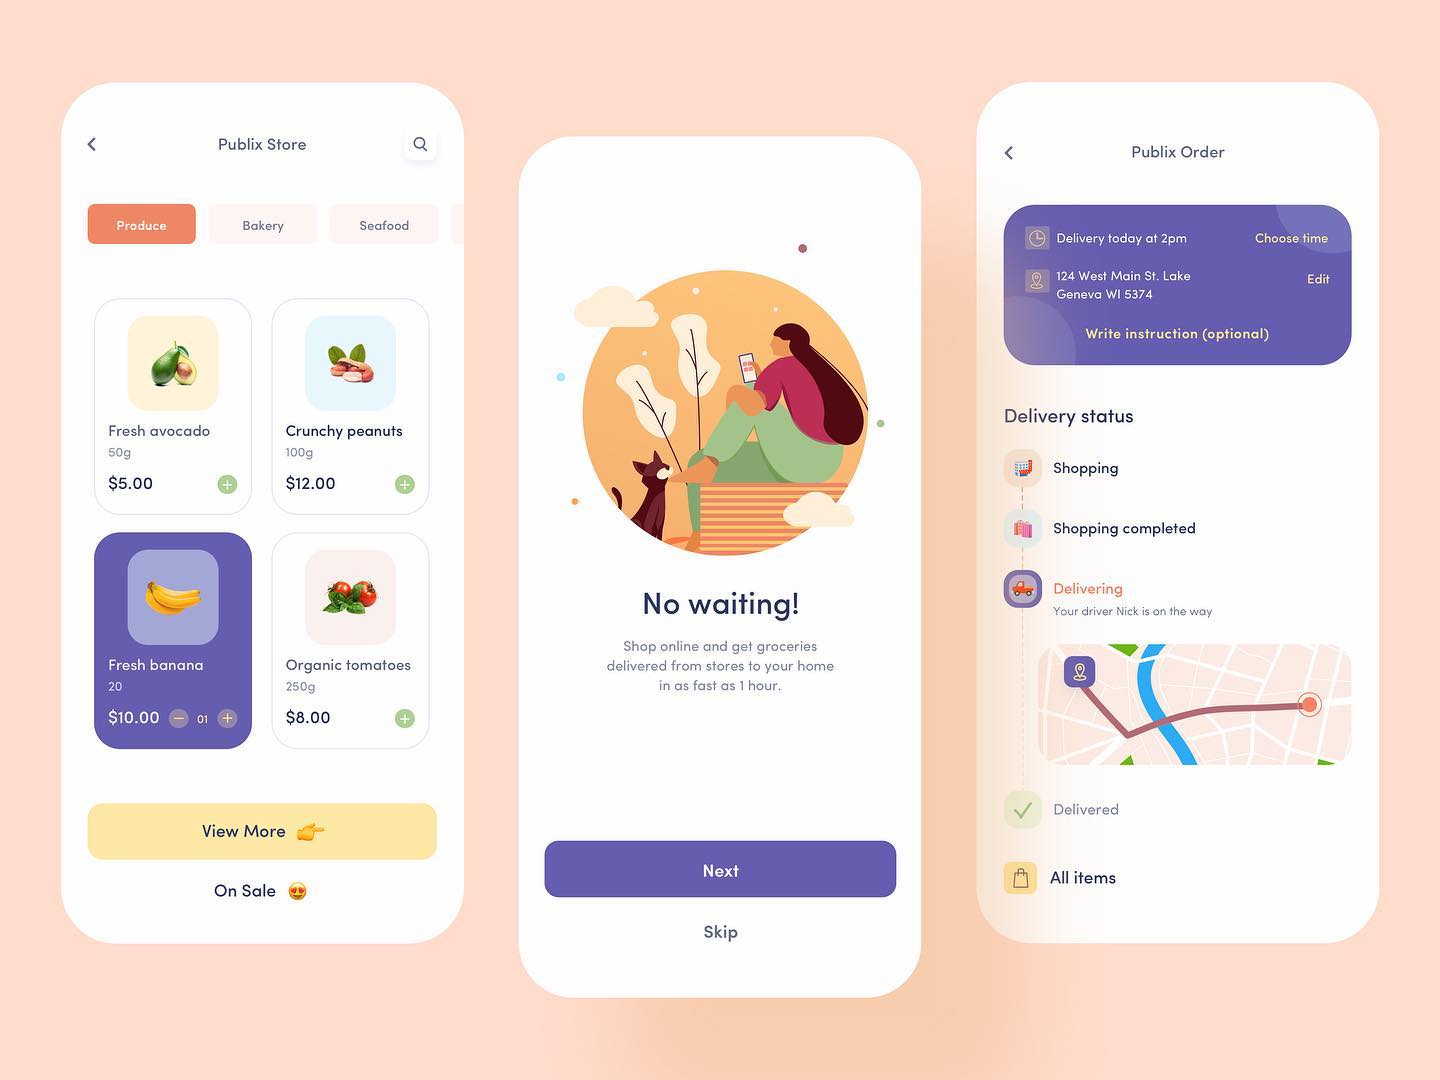 Publix Store
Produce
Bakery
Seafood
Fresh avocado
50g
$5.00
Crunchy peanuts
100g
$12.00
Fresh banana
20
$10.00
01
Organic tomatoes
250g
$8.00
View More
On Sale
No waiting!
Shop online and get groceries
delivered from stores to your home
in as fast as 1 hour.
Next
Skip
Publix Order
Delivery today at 2pm
Choose time
124 West Main St. Lake
Geneva WI 5374
Edit
Write instruction (optional)
Delivery status
Shopping
Shopping completed
Delivering
Your driver Nick is on the way
Delivered
All items